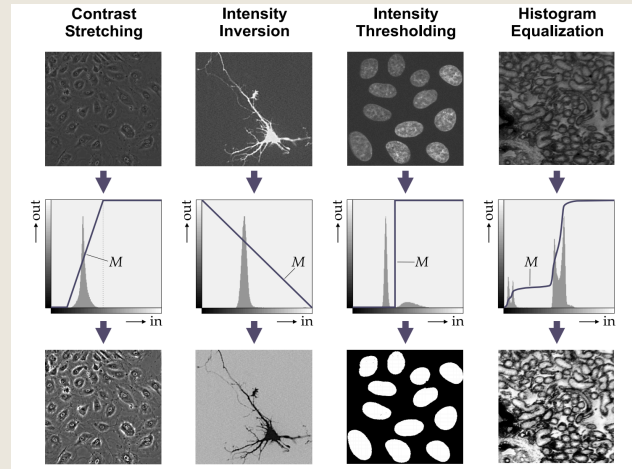 Contrast
Stretching
Intensity
Inversion
Intensity
Thresholding
Histogram
Equalization
out
M
in
out
M
in
out
M
in
out
M
in